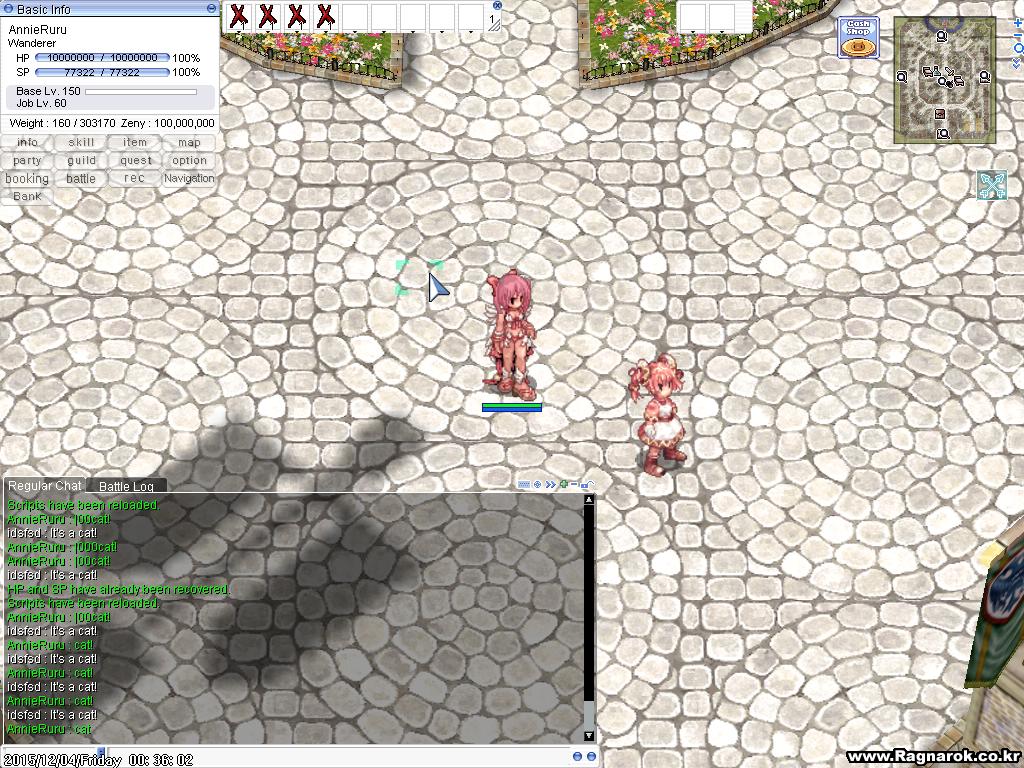 Basic Info
AnnieRuru
Wanderer
HP 10000000 / 10000000 100%
SP 77322 / 77322 100%
Base Lv. 150
Job Lv. 60
Weight : 160 / 303170 Zeny : 100,000,000
info skill item map
party guild quest option
booking battle rec Navigation
Bank
1
Cash
Shop
Regular Chat Battle Log
Scripts have been reloaded.
AnnieRuru : |00cat!
idsfsd : It's a cat!
AnnieRuru : |000cat!
AnnieRuru : |00cat!
idsfsd : It's a cat!
HP and SP have already been recovered.
Scripts have been reloaded.
AnnieRuru : |00cat!
idsfsd : It's a cat!
AnnieRuru : cat!
idsfsd : It's a cat!
AnnieRuru : cat!
idsfsd : It's a cat!
AnnieRuru : cat!
idsfsd : It's a cat!
AnnieRuru : cat
2015/12/04/Friday 00:36:02
www.Ragnarok.co.kr